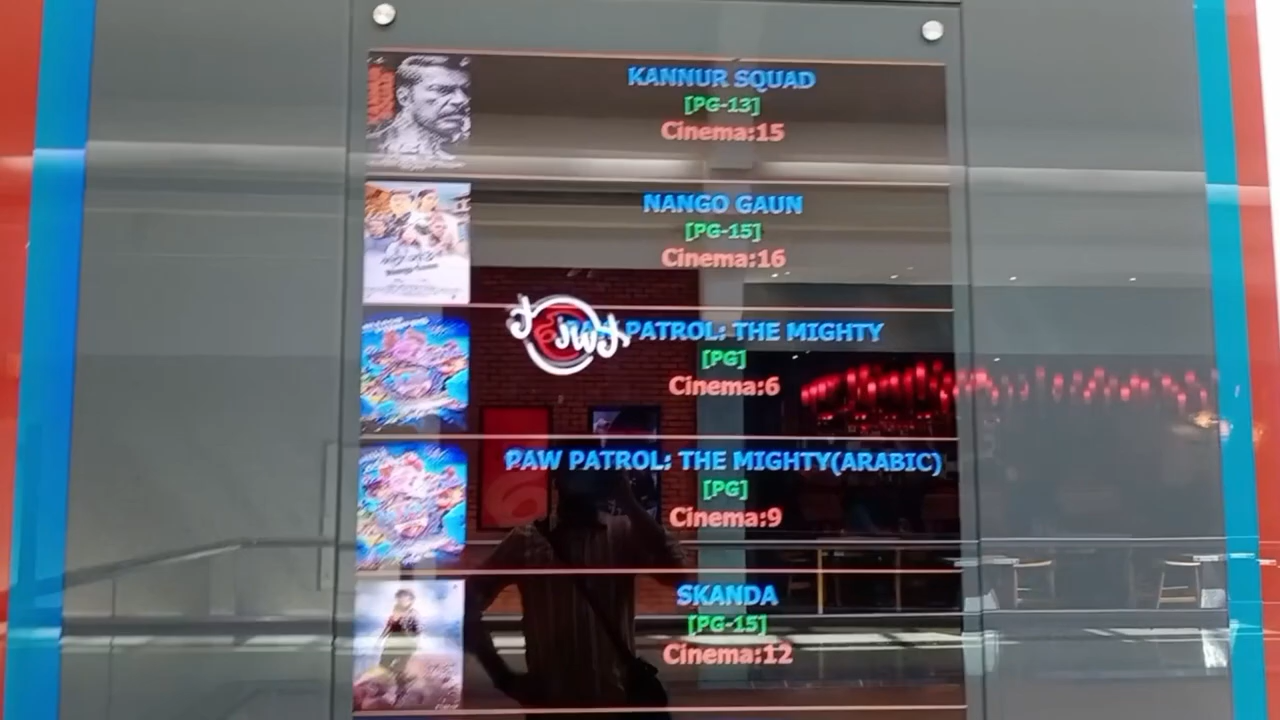 KANNUR SQUAD
[PG-13]
Cinema:15
NANGO GAUN
[PG-15]
Cinema:16
PAW PATROL: THE MIGHTY
[PG]
Cinema:6
PAW PATROL: THE MIGHTY(ARABIC)
[PG]
Cinema:9
SKANDA
[PG-15]
Cinema:12